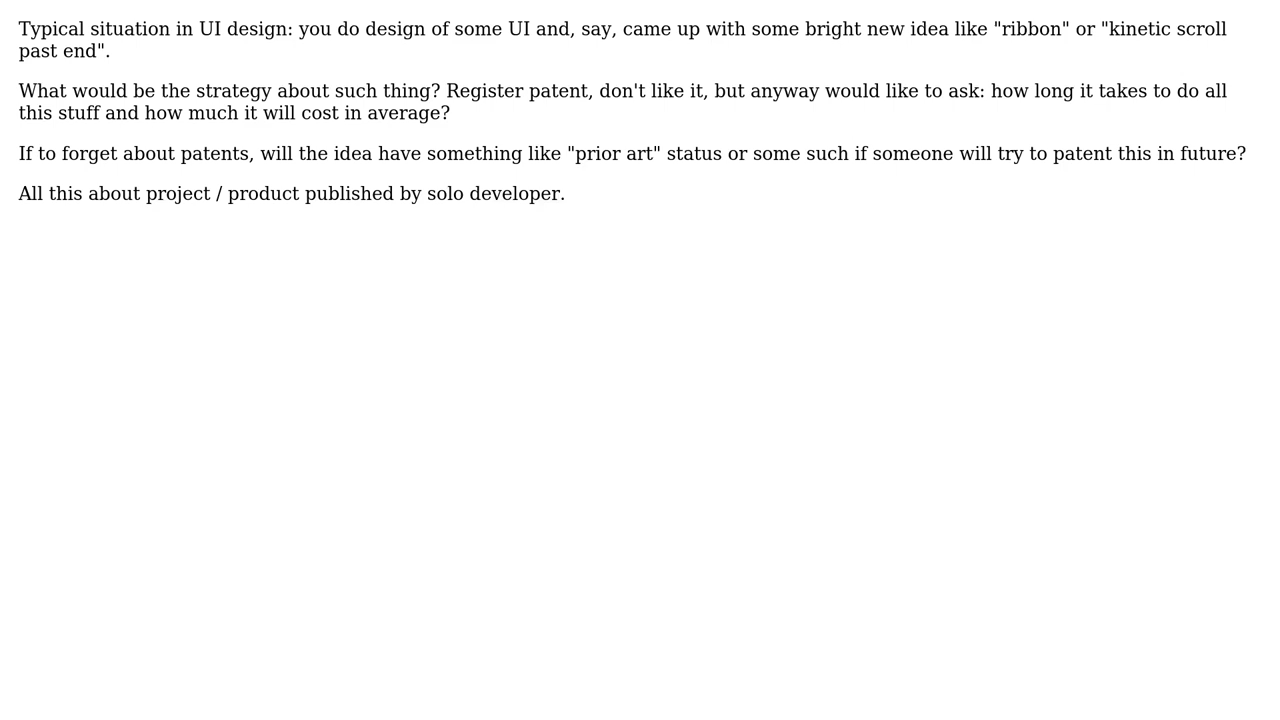 Typical situation in UI design: you do design of some UI and, say, came up with some bright new idea like "ribbon" or "kinetic scroll
past end".
What would be the strategy about such thing? Register patent, don't like it, but anyway would like to ask: how long it takes to do all
this stuff and how much it will cost in average?
If to forget about patents, will the idea have something like "prior art" status or some such if someone will try to patent this in future?
All this about project / product published by solo developer.